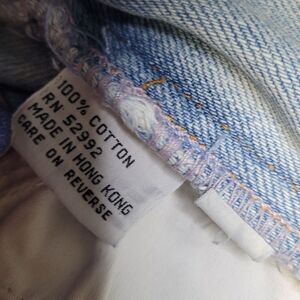 100% COTTON
RN 52992
MADE IN HONG KONG
CARE ON REVERSE